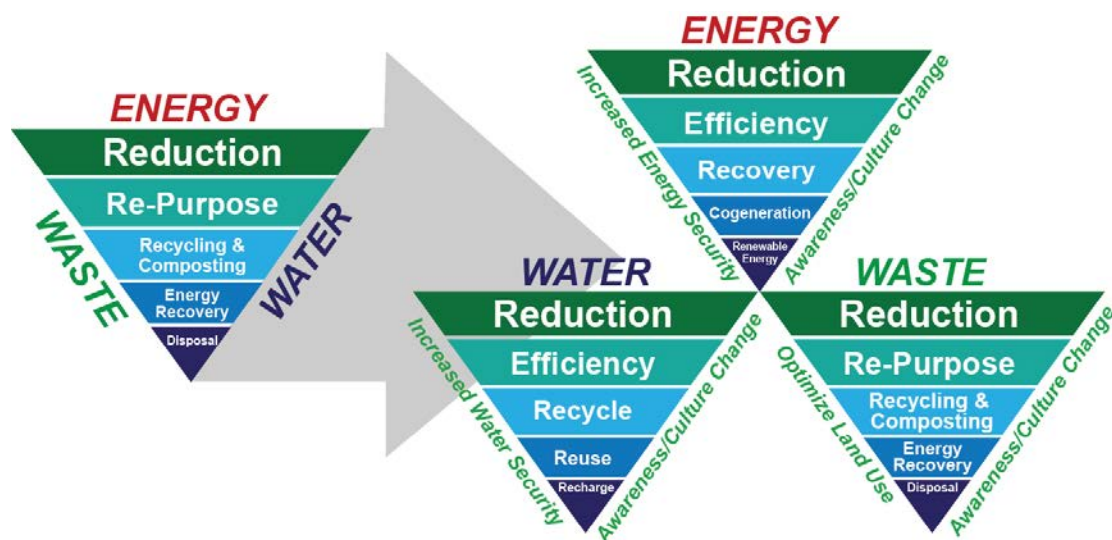 ENERGY
Reduction
Re-Purpose
Recycling &
Composting
Energy
Recovery
Disposal
WASTE
WATER
ENERGY
Reduction
Efficiency
Recovery
Cogeneration
Renewable
Energy
Increased Energy Security
Awareness/Culture Change
WATER
Reduction
Efficiency
Recycle
Reuse
Recharge
Increased Water Security
Awareness/Culture Change
WASTE
Reduction
Re-Purpose
Recycling &
Composting
Energy
Recovery
Disposal
Optimize Land Use
Awareness/Culture Change